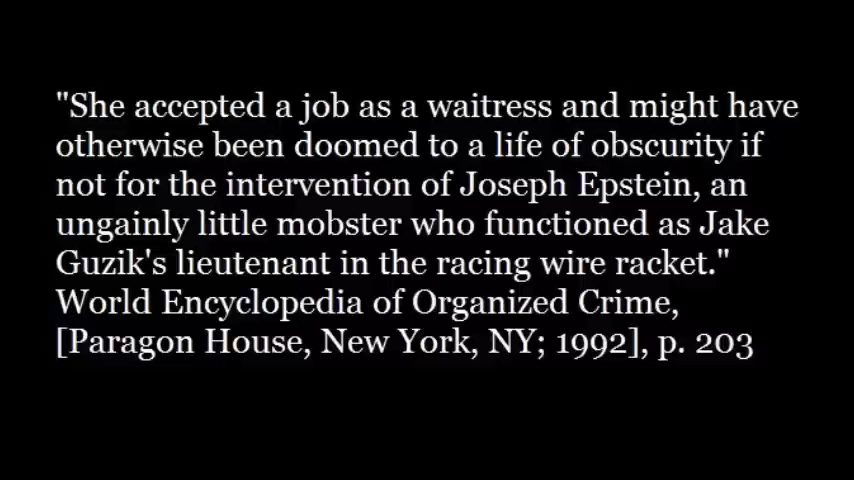 "She accepted a job as a waitress and might have
otherwise been doomed to a life of obscurity if
not for the intervention of Joseph Epstein, an
ungainly little mobster who functioned as Jake
Guzik's lieutenant in the racing wire racket."
World Encyclopedia of Organized Crime,
[Paragon House, New York, NY; 1992], p. 203